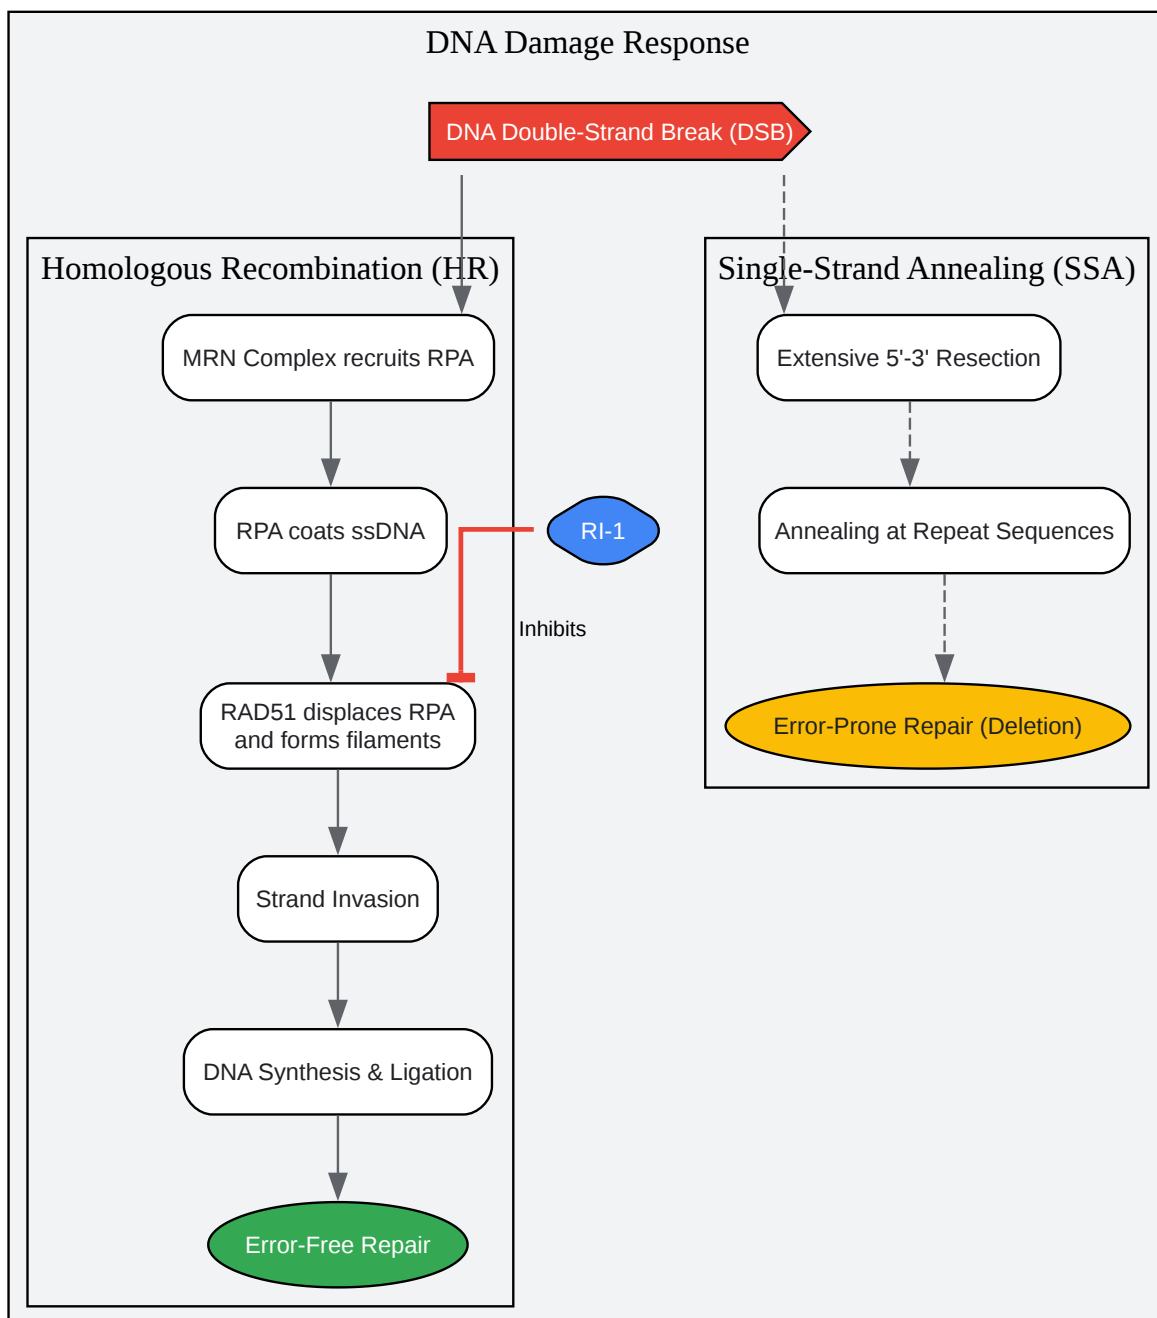 DNA Damage Response
DNA Double-Strand Break (DSB)
Homologous Recombination (HR)
MRN Complex recruits RPA
RPA coats ssDNA
RI-1
Inhibits
RAD51 displaces RPA
and forms filaments
Strand Invasion
DNA Synthesis & Ligation
Error-Free Repair
Single-Strand Annealing (SSA)
Extensive 5'-3' Resection
Annealing at Repeat Sequences
Error-Prone Repair (Deletion)